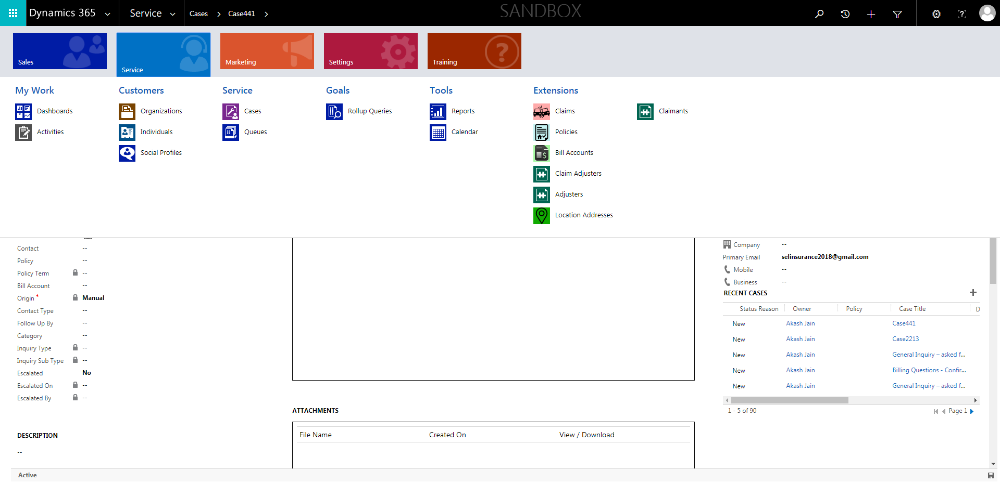 Dynamics 365 Service Cases Case441 SANDBOX
Sales Service Marketing Settings Training
My Work Customers Service Goals Tools Extensions
Dashboards Organizations Cases Rollup Queries Reports Claims Claimants
Activities Individuals Queues Calendar Policies
Social Profiles Bill Accounts
Claim Adjusters
Adjusters
Location Addresses
Contact --
Policy --
Policy Term --
Bill Account --
Origin * Manual
Contact Type --
Follow Up By --
Category --
Inquiry Type --
Inquiry Sub Type --
Escalated No
Escalated On --
Escalated By --
DESCRIPTION
--
ATTACHMENTS
File Name Created On View / Download
Company --
Primary Email selinsurance2018@gmail.com
Mobile --
Business --
RECENT CASES
Status Reason Owner Policy Case Title D
New Akash Jain Case441
New Akash Jain Case2213
New Akash Jain General Inquiry – asked f...
New Akash Jain Billing Questions - Confir...
New Akash Jain General Inquiry – asked f...
1 - 5 of 90 Page 1
Active